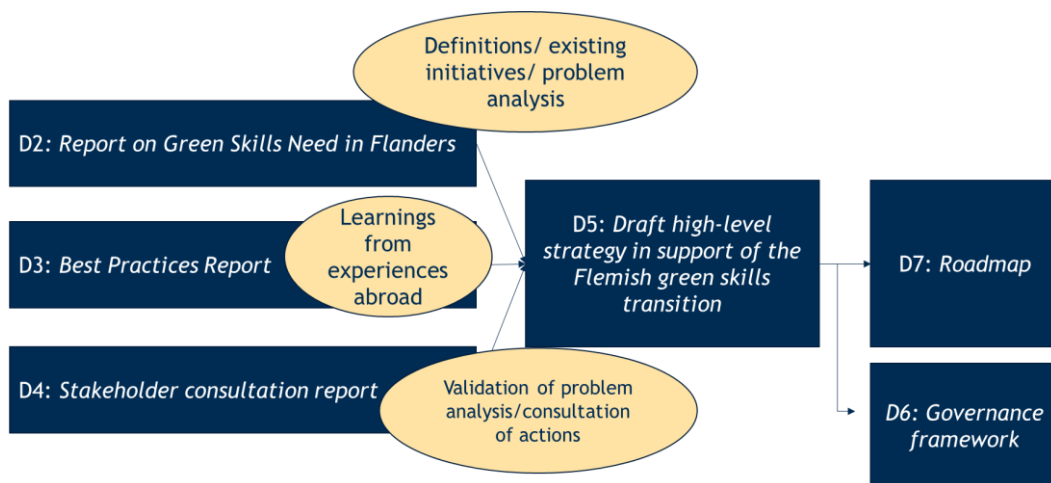 Definitions/ existing
initiatives/ problem
analysis
D2: Report on Green Skills Need in Flanders
Learnings
from
experiences
abroad
D3: Best Practices Report
D5: Draft high-level
strategy in support of the
Flemish green skills
transition
D7: Roadmap
D4: Stakeholder consultation report
Validation of problem
analysis/consultation
of actions
D6: Governance
framework